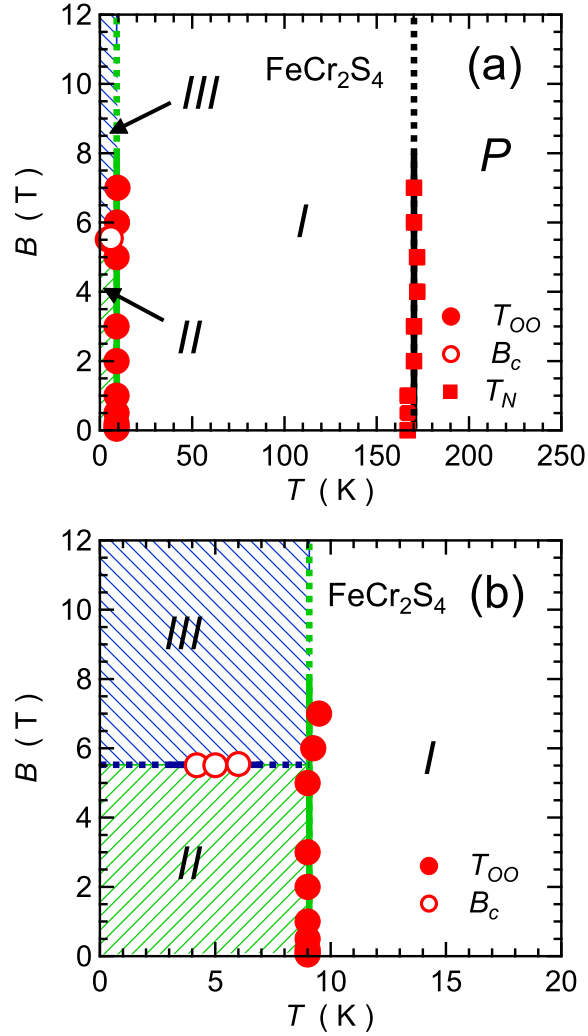 12
10
8
6
4
2
0
B (T)
FeCr2S4
(a)
III
P
I
II
TOO
Bc
TN
0
50
100
150
200
250
T (K)
12
10
8
6
4
2
0
B (T)
FeCr2S4
(b)
III
I
II
TOO
Bc
0
5
10
15
20
T (K)